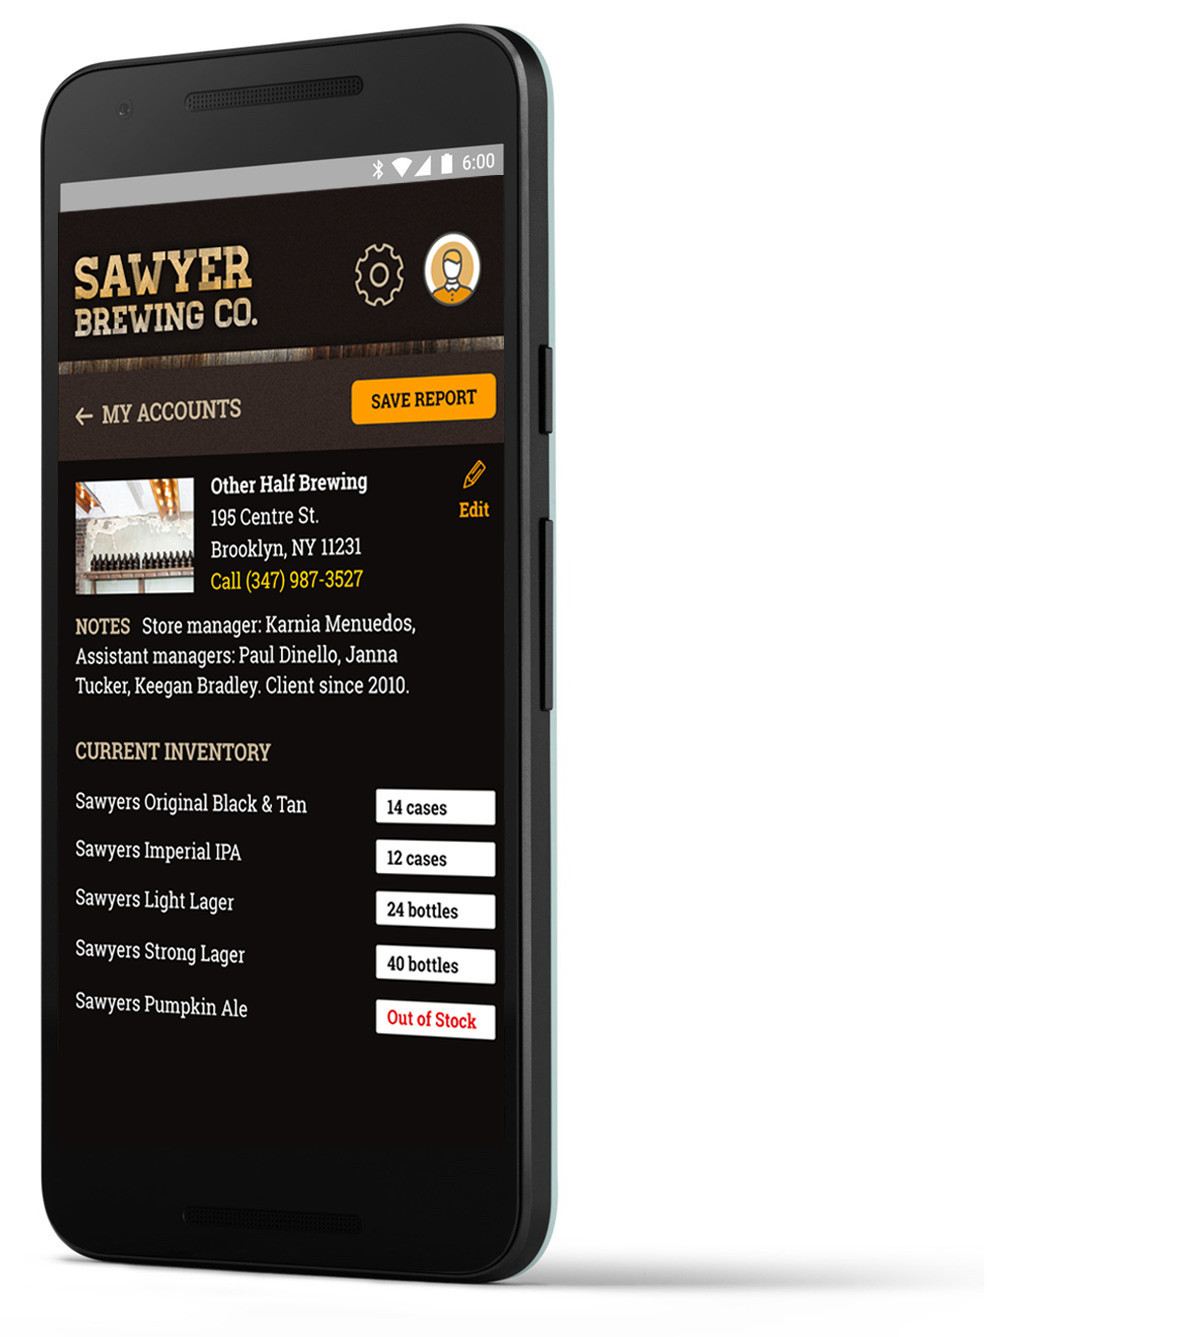 6:00
SAWYER
BREWING CO.
← MY ACCOUNTS
SAVE REPORT
Other Half Brewing
195 Centre St.
Brooklyn, NY 11231
Call (347) 987-3527
Edit
NOTES Store manager: Karnia Menuedos,
Assistant managers: Paul Dinello, Janna
Tucker, Keegan Bradley. Client since 2010.
CURRENT INVENTORY
Sawyers Original Black & Tan 14 cases
Sawyers Imperial IPA 12 cases
Sawyers Light Lager 24 bottles
Sawyers Strong Lager 40 bottles
Sawyers Pumpkin Ale Out of Stock